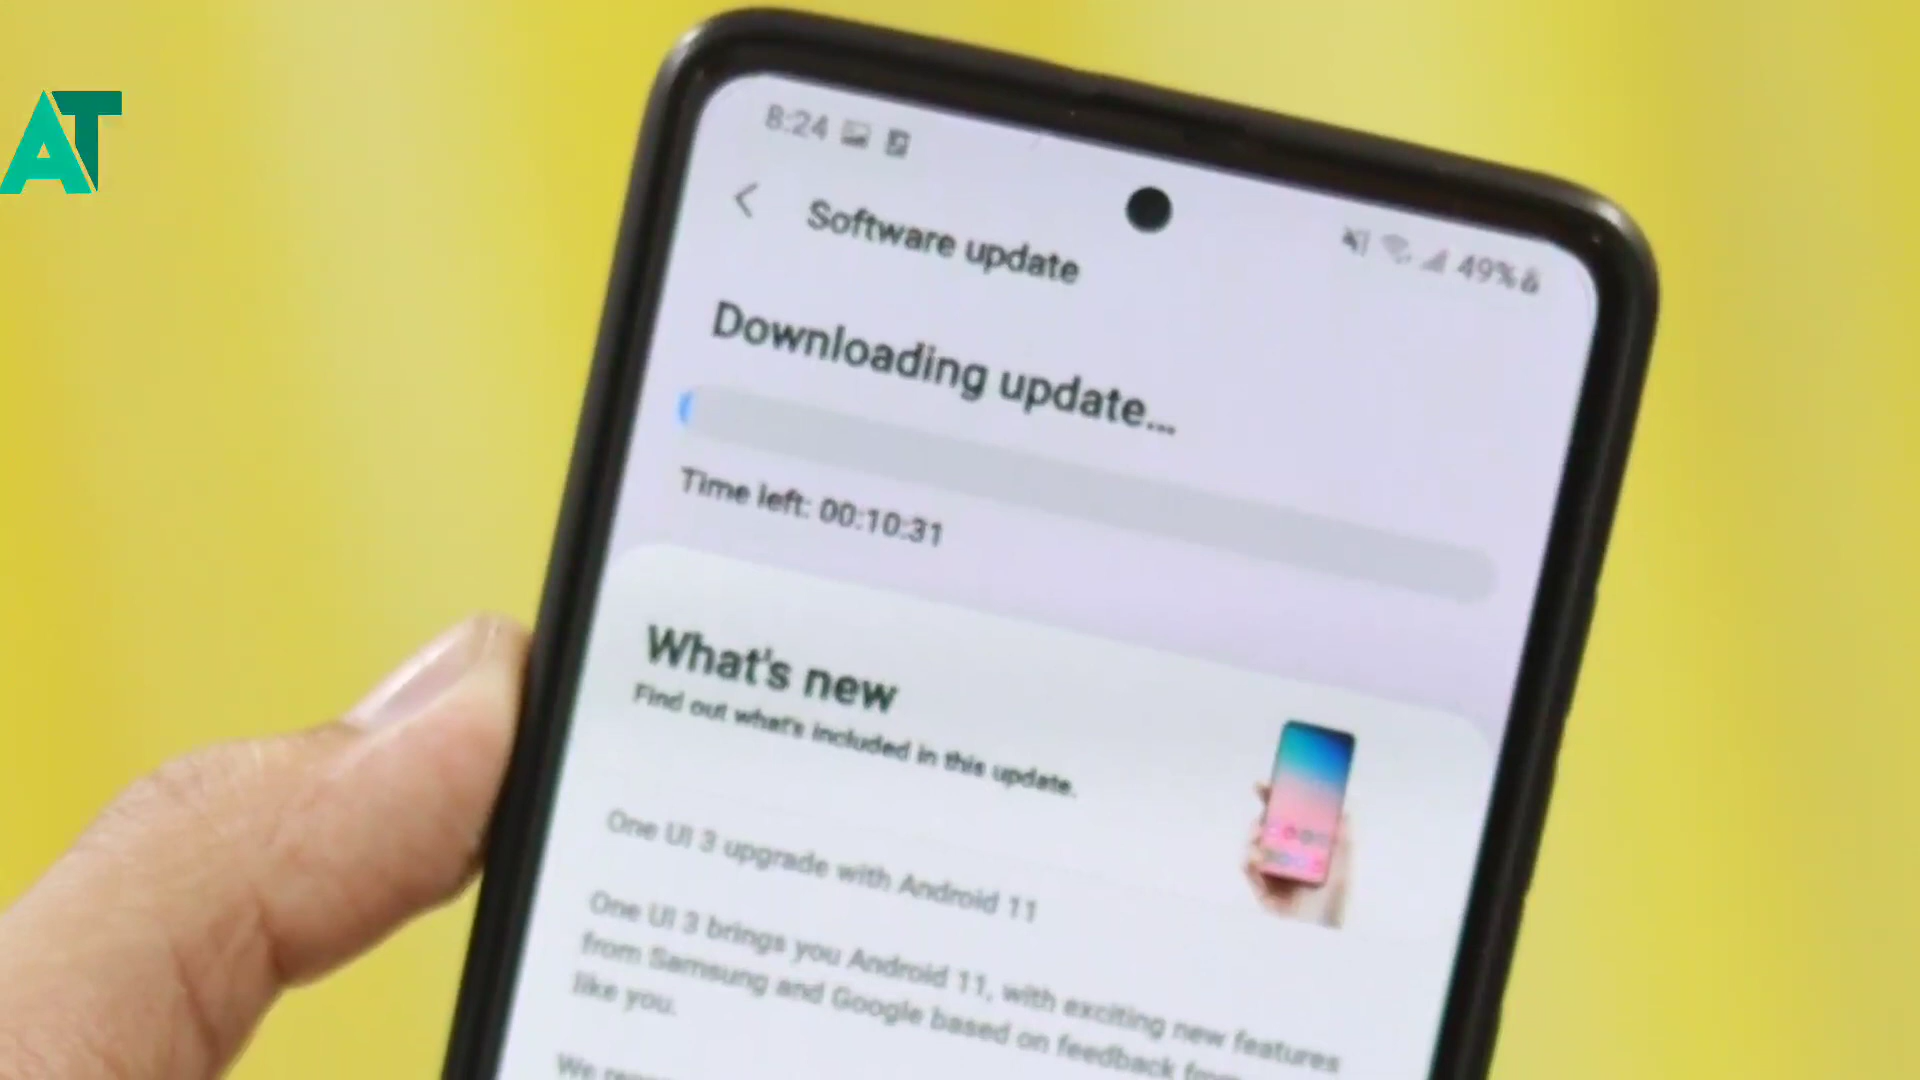 AT
8:24
49%
Software update
Downloading update...
Time left: 00:10:31
What's new
Find out what's included in this update.
One UI 3 upgrade with Android 11
One UI 3 brings you Android 11, with exciting new features
from Samsung and Google based on feedback from
like you.
We